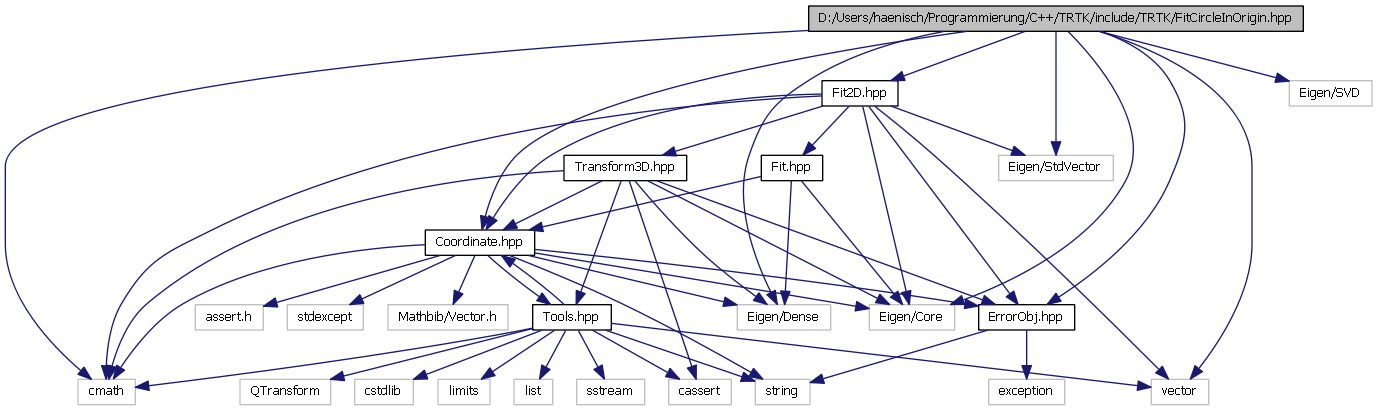 D:/Users/haenisch/Programmierung/C++/TRTK/include/TRTK/FitCircleInOrigin.hpp
Fit2D.hpp
Eigen/SVD
Transform3D.hpp
Fit.hpp
Eigen/StdVector
Coordinate.hpp
assert.h
stdexcept
Mathbib/Vector.h
Tools.hpp
Eigen/Dense
Eigen/Core
ErrorObj.hpp
cmath
QTransform
cstdlib
limits
list
sstream
cassert
string
exception
vector